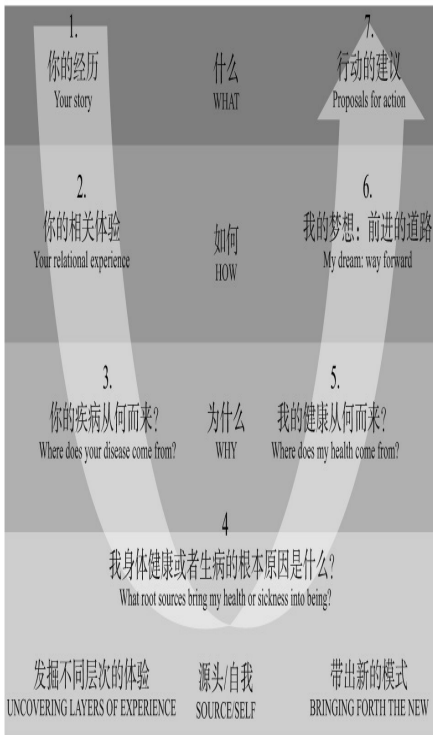 1.
你的经历
Your story
什么
WHAT
7.
行动的建议
Proposals for action
2.
你的相关体验
Your relational experience
如何
HOW
6.
我的梦想：前进的道路
My dream: way forward
3.
你的疾病从何而来?
Where does your disease come from?
为什么
WHY
5.
我的健康从何而来?
Where does my health come from?
4
我身体健康或者生病的根本原因是什么?
What root sources bring my health or sickness into being?
发掘不同层次的体验
UNCOVERING LAYERS OF EXPERIENCE
源头/自我
SOURCE/SELF
带出新的模式
BRINGING FORTH THE NEW